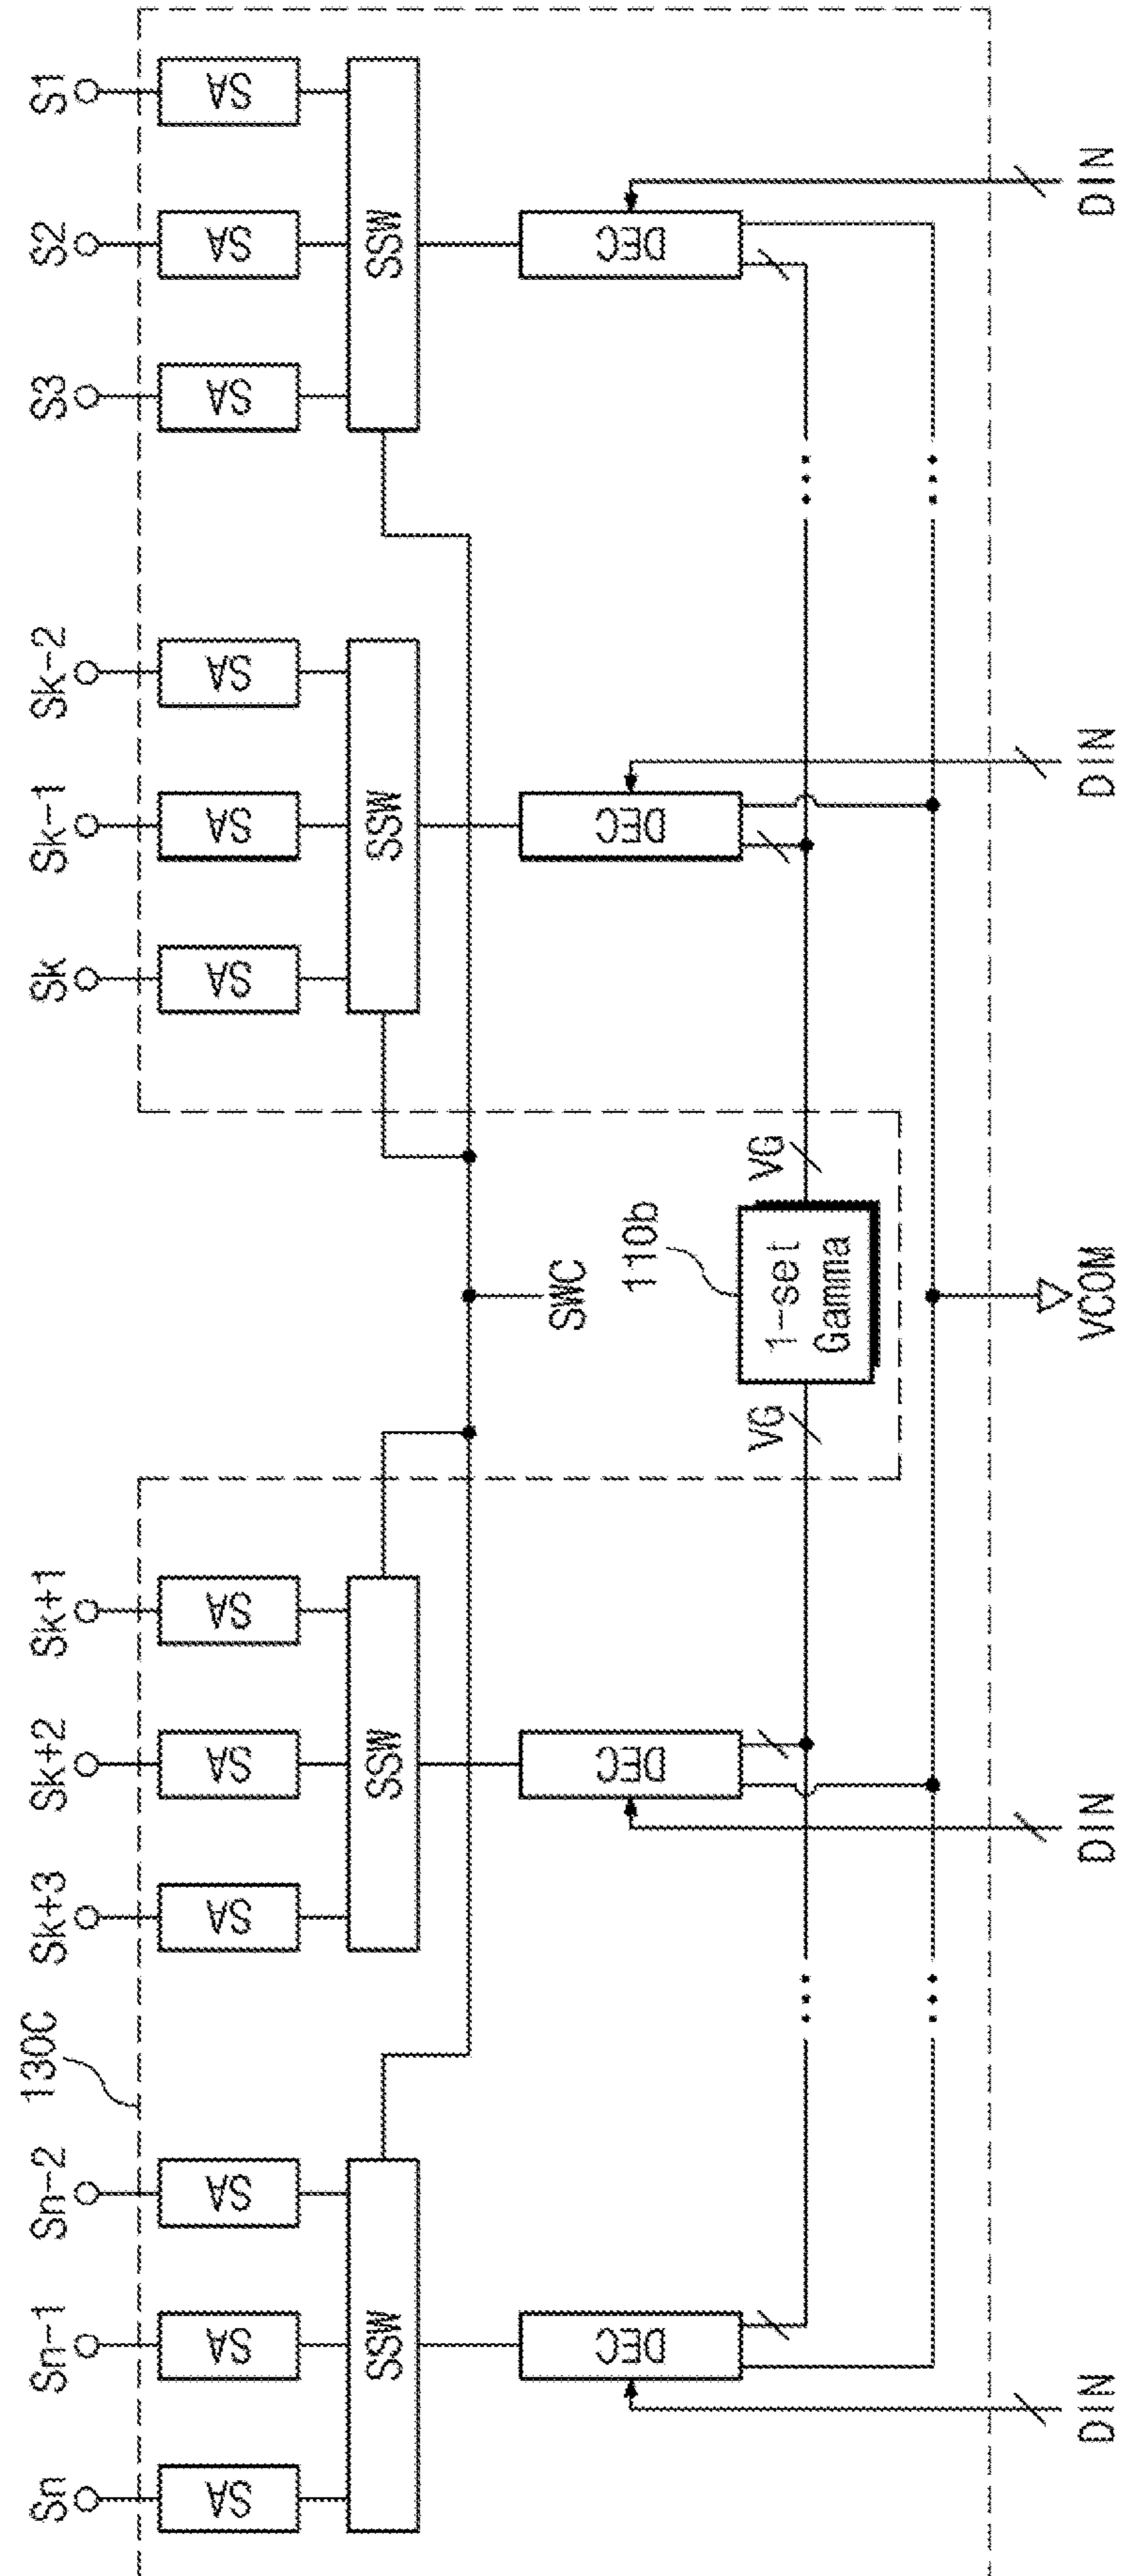 S1
S2
S3
Sk-2
Sk-1
Sk
Sk+1
Sk+2
Sk+3
Sn-2
Sn-1
Sn
130C
SA
SA
SA
SA
SA
SA
SA
SA
SA
SA
SA
SA
SSW
SSW
SSW
SSW
SWC
DEC
DEC
DEC
DEC
110b
VG
1-set
Gamma
VG
DIN
DIN
VCOM
DIN
DIN